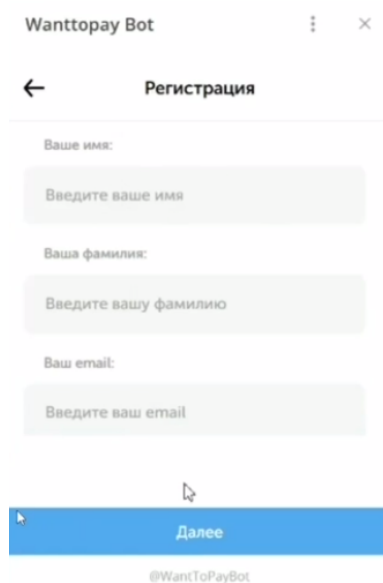 Wanttopay Bot
Регистрация
Ваше имя:
Введите ваше имя
Ваша фамилия:
Введите вашу фамилию
Ваш email:
Введите ваш email
Далее
@WantToPayBot